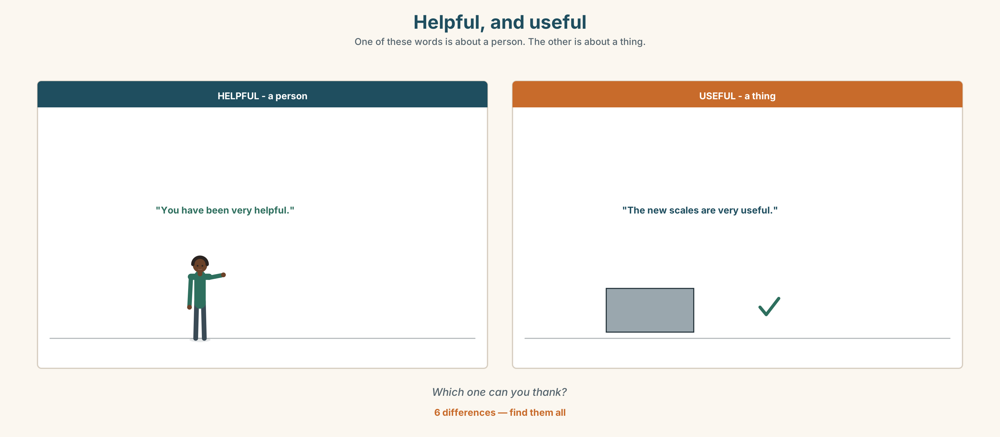 Helpful, and useful
One of these words is about a person. The other is about a thing.
HELPFUL - a person
USEFUL - a thing
"You have been very helpful."
"The new scales are very useful."
Which one can you thank?
6 differences — find them all